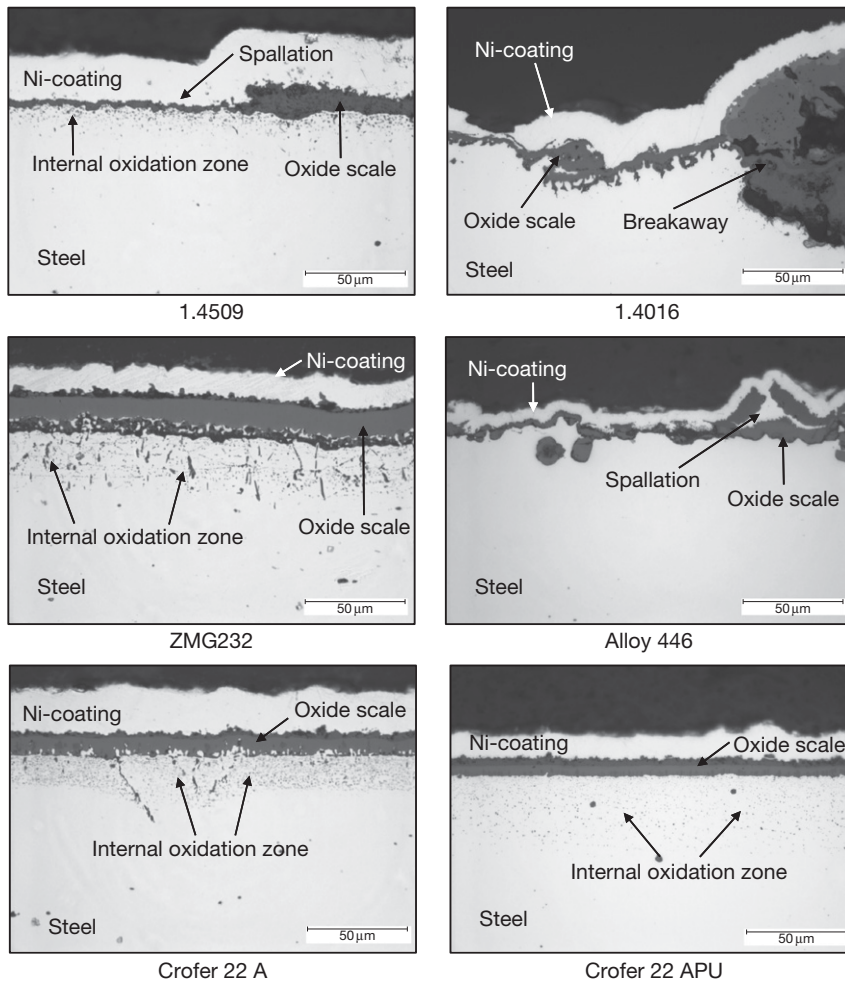 Ni-coating
Spallation
Internal oxidation zone
Oxide scale
Steel
50 µm
1.4509
Ni-coating
Oxide scale
Breakaway
Steel
50 µm
1.4016
Ni-coating
Internal oxidation zone
Oxide scale
Steel
50 µm
ZMG232
Ni-coating
Spallation
Oxide scale
Steel
50 µm
Alloy 446
Ni-coating
Oxide scale
Internal oxidation zone
Steel
50 µm
Crofer 22 A
Ni-coating
Oxide scale
Internal oxidation zone
Steel
50 µm
Crofer 22 APU